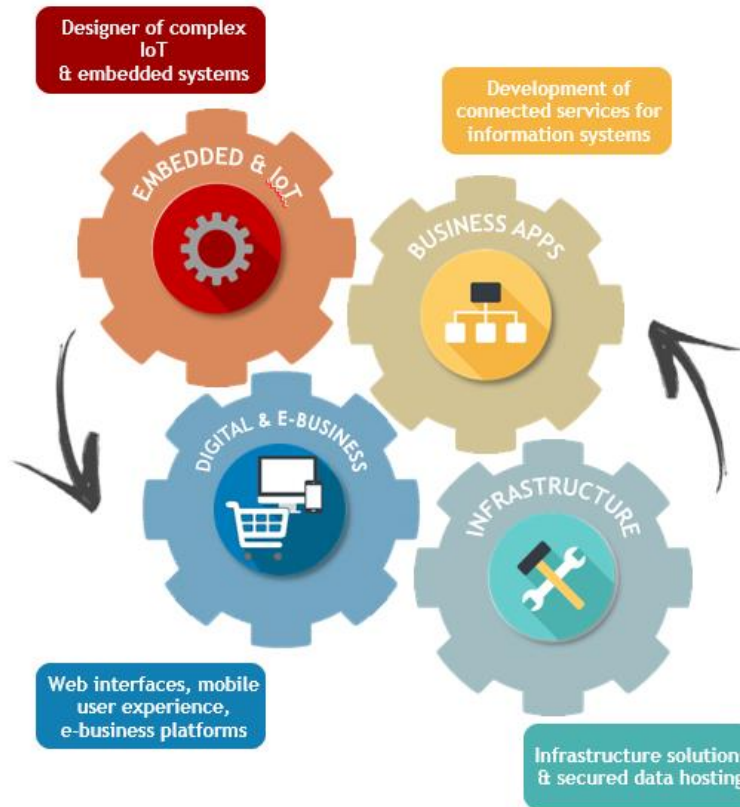 Designer of complex
IoT
& embedded systems
Development of
connected services for
information systems
EMBEDDED & IoT
BUSINESS APPS
DIGITAL & E-BUSINESS
INFRASTRUCTURE
Web interfaces, mobile
user experience,
e-business platforms
Infrastructure solution
& secured data hosting